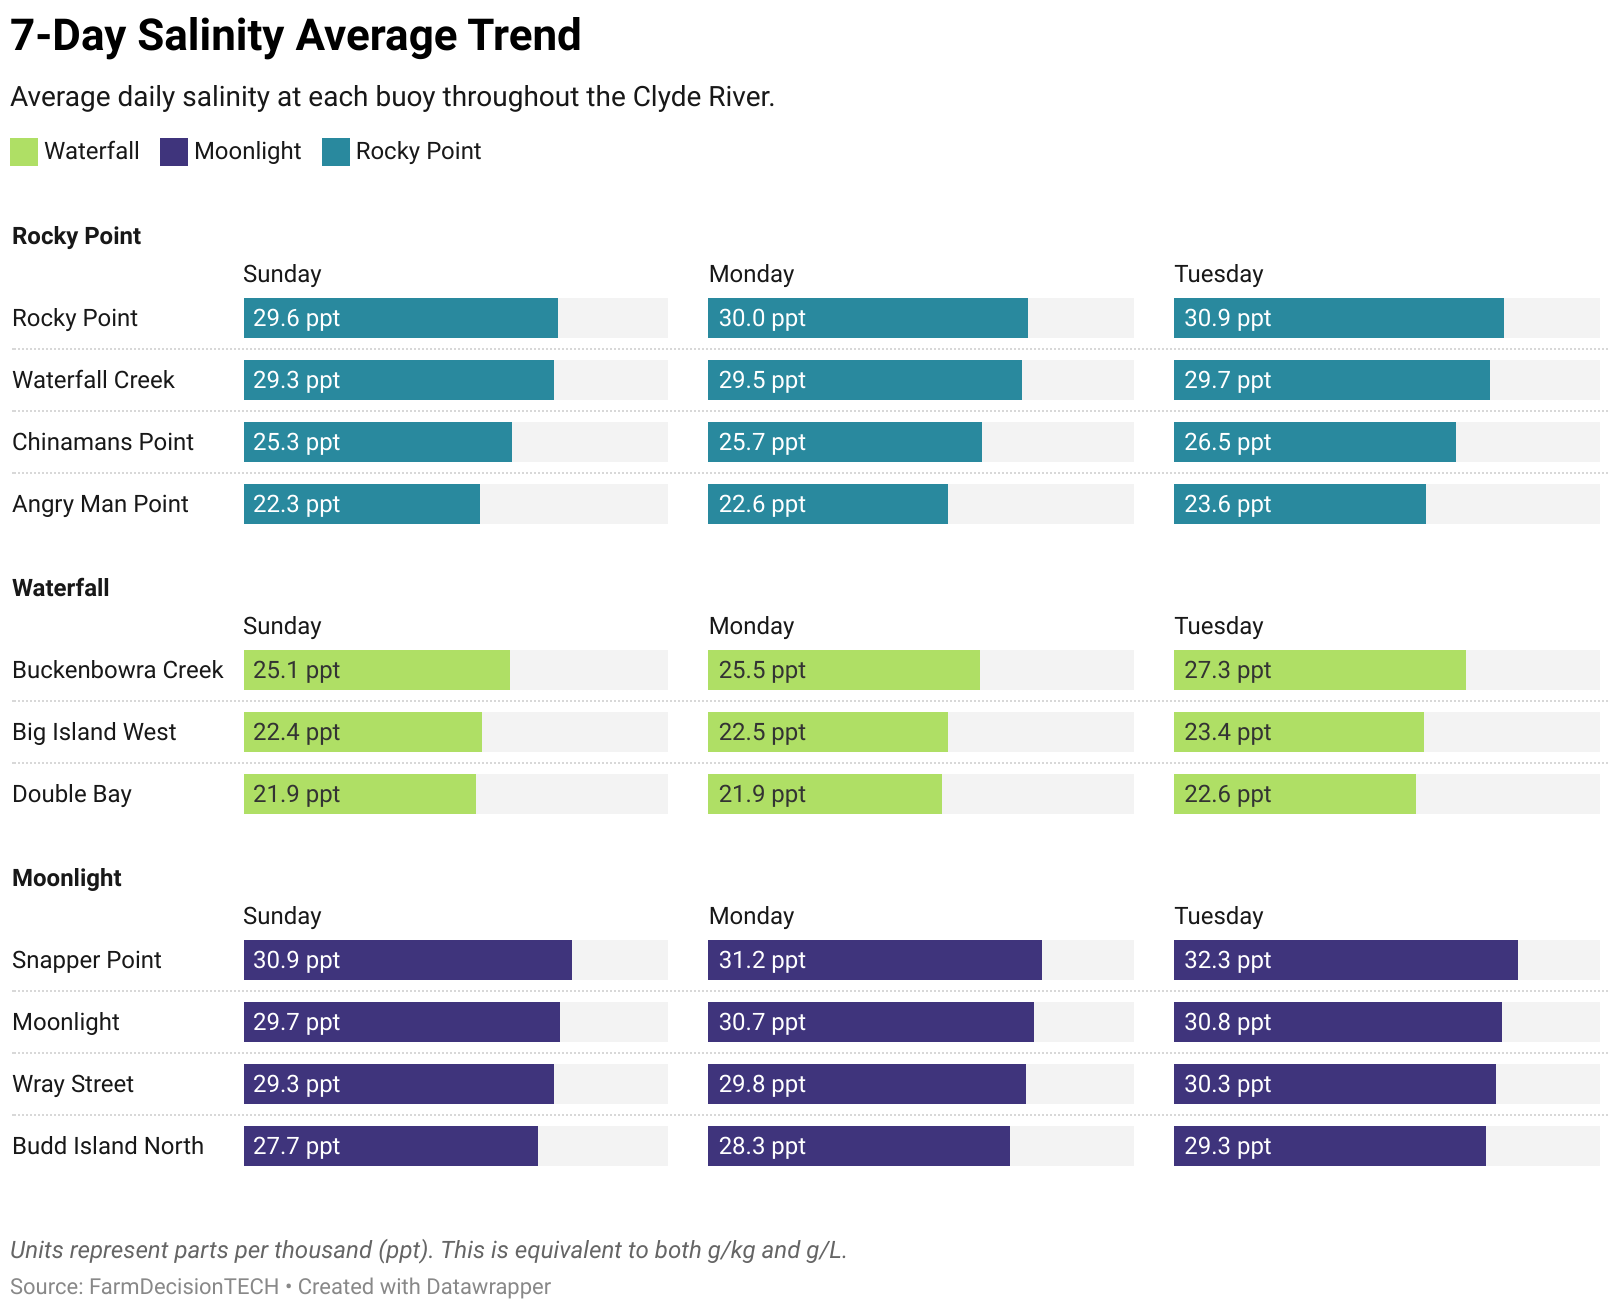 7-Day Salinity Average Trend
Average daily salinity at each buoy throughout the Clyde River.
Waterfall Moonlight Rocky Point
Rocky Point
Sunday Monday Tuesday
Rocky Point 29.6 ppt 30.0 ppt 30.9 ppt
Waterfall Creek 29.3 ppt 29.5 ppt 29.7 ppt
Chinamans Point 25.3 ppt 25.7 ppt 26.5 ppt
Angry Man Point 22.3 ppt 22.6 ppt 23.6 ppt
Waterfall
Sunday Monday Tuesday
Buckenbowra Creek 25.1 ppt 25.5 ppt 27.3 ppt
Big Island West 22.4 ppt 22.5 ppt 23.4 ppt
Double Bay 21.9 ppt 21.9 ppt 22.6 ppt
Moonlight
Sunday Monday Tuesday
Snapper Point 30.9 ppt 31.2 ppt 32.3 ppt
Moonlight 29.7 ppt 30.7 ppt 30.8 ppt
Wray Street 29.3 ppt 29.8 ppt 30.3 ppt
Budd Island North 27.7 ppt 28.3 ppt 29.3 ppt
Units represent parts per thousand (ppt). This is equivalent to both g/kg and g/L.
Source: FarmDecisionTECH • Created with Datawrapper